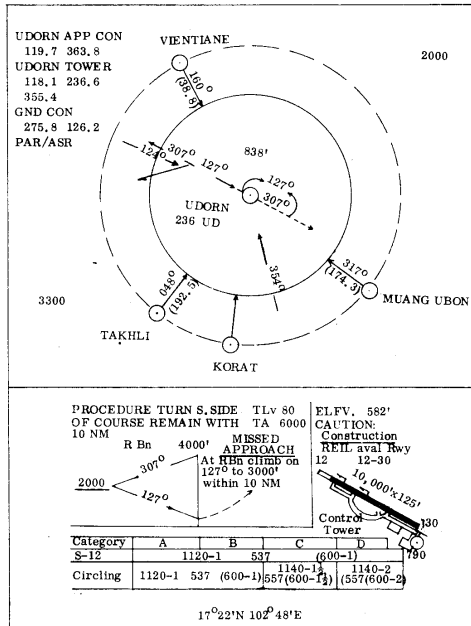 UDORN APP CON
119.7 363.8
UDORN TOWER
118.1 236.6
355.4
GND CON
275.8 126.2
PAR/ASR
VIENTIANE
2000
160°
(38.8)
307°
124°
127°
838'
127°
307°
UDORN
236 UD
354°
317°
(174.3)
MUANG UBON
3300
048°
(192.5)
TAKHLI
KORAT
PROCEDURE TURN S. SIDE TLv 80
OF COURSE REMAIN WITH TA 6000
10 NM
R Bn 4000'
MISSED
APPROACH
At RBn climb on
127° to 3000'
within 10 NM
307°
2000
127°
ELFV. 582'
CAUTION:
Construction
REIL aval Rwy
12 12-30
10,000'x125'
Control
Tower
790
Category A B C D
S-12 1120-1 537 (600-1)
Circling 1120-1 537 (600-1) 1140-1½ 557(600-1½) 1140-2 (557(600-2)
17°22'N 102°48'E